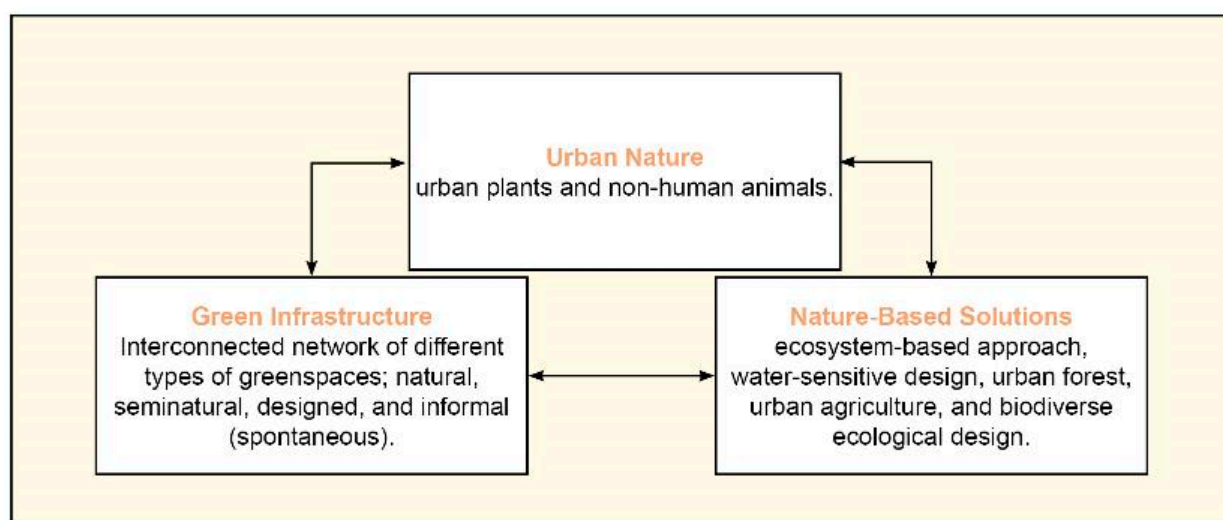 Urban Nature
urban plants and non-human animals.
Green Infrastructure
Interconnected network of different
types of greenspaces; natural,
seminatural, designed, and informal
(spontaneous).
Nature-Based Solutions
ecosystem-based approach,
water-sensitive design, urban forest,
urban agriculture, and biodiverse
ecological design.